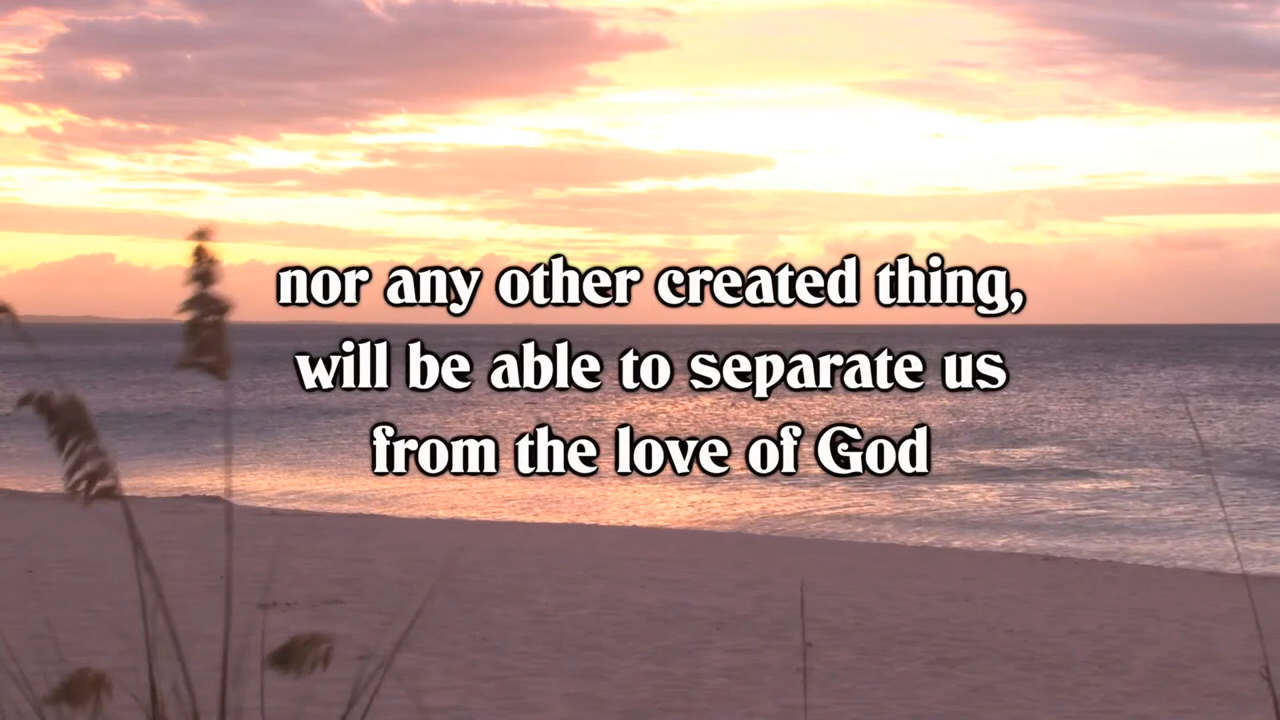 nor any other created thing,
will be able to separate us
from the love of God